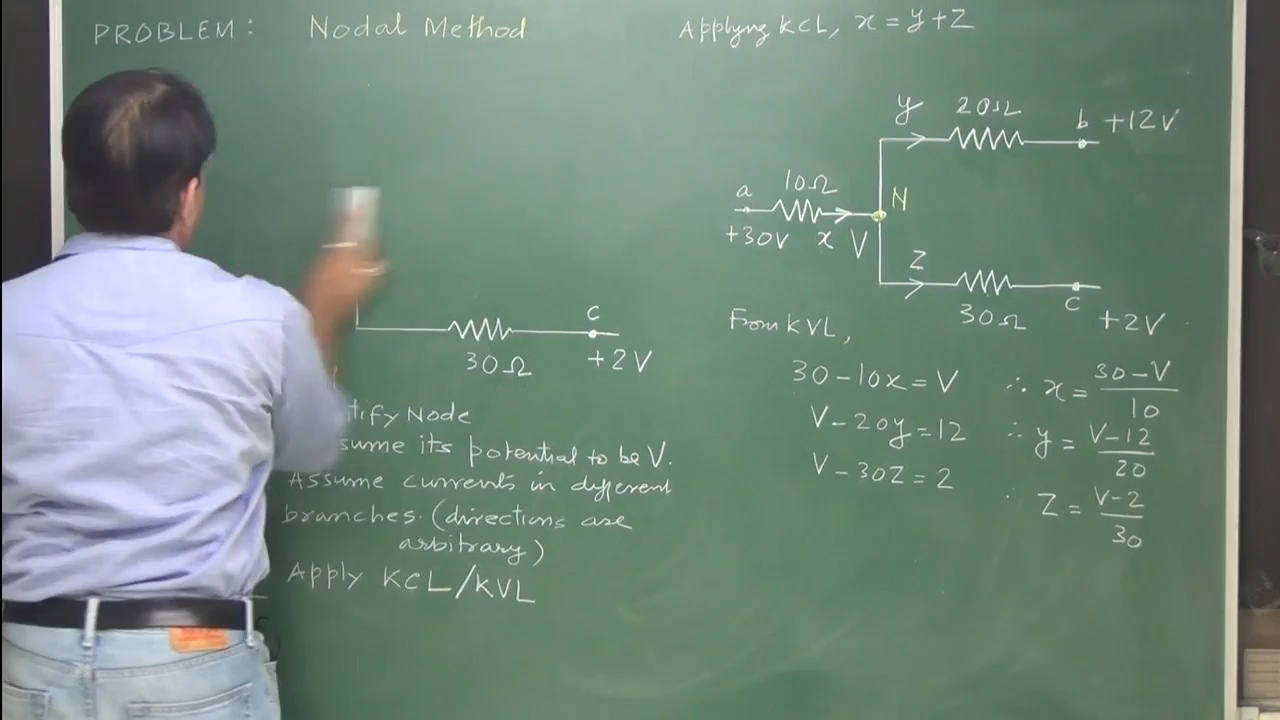 PROBLEM: Nodal Method
30Ω
c
+2V
tify Node
sume its potential to be V.
Assume currents in different
branches. (directions are
arbitrary)
Apply KCL/KVL
Applyng KCL, x = y + z
y 20Ω b +12V
a 10Ω N
+30V x V
z
30Ω c +2V
From KVL,
30 - 10x = V ∴ x = (30 - V)/10
V - 20y = 12 ∴ y = (V - 12)/20
V - 30z = 2 z = (V - 2)/30